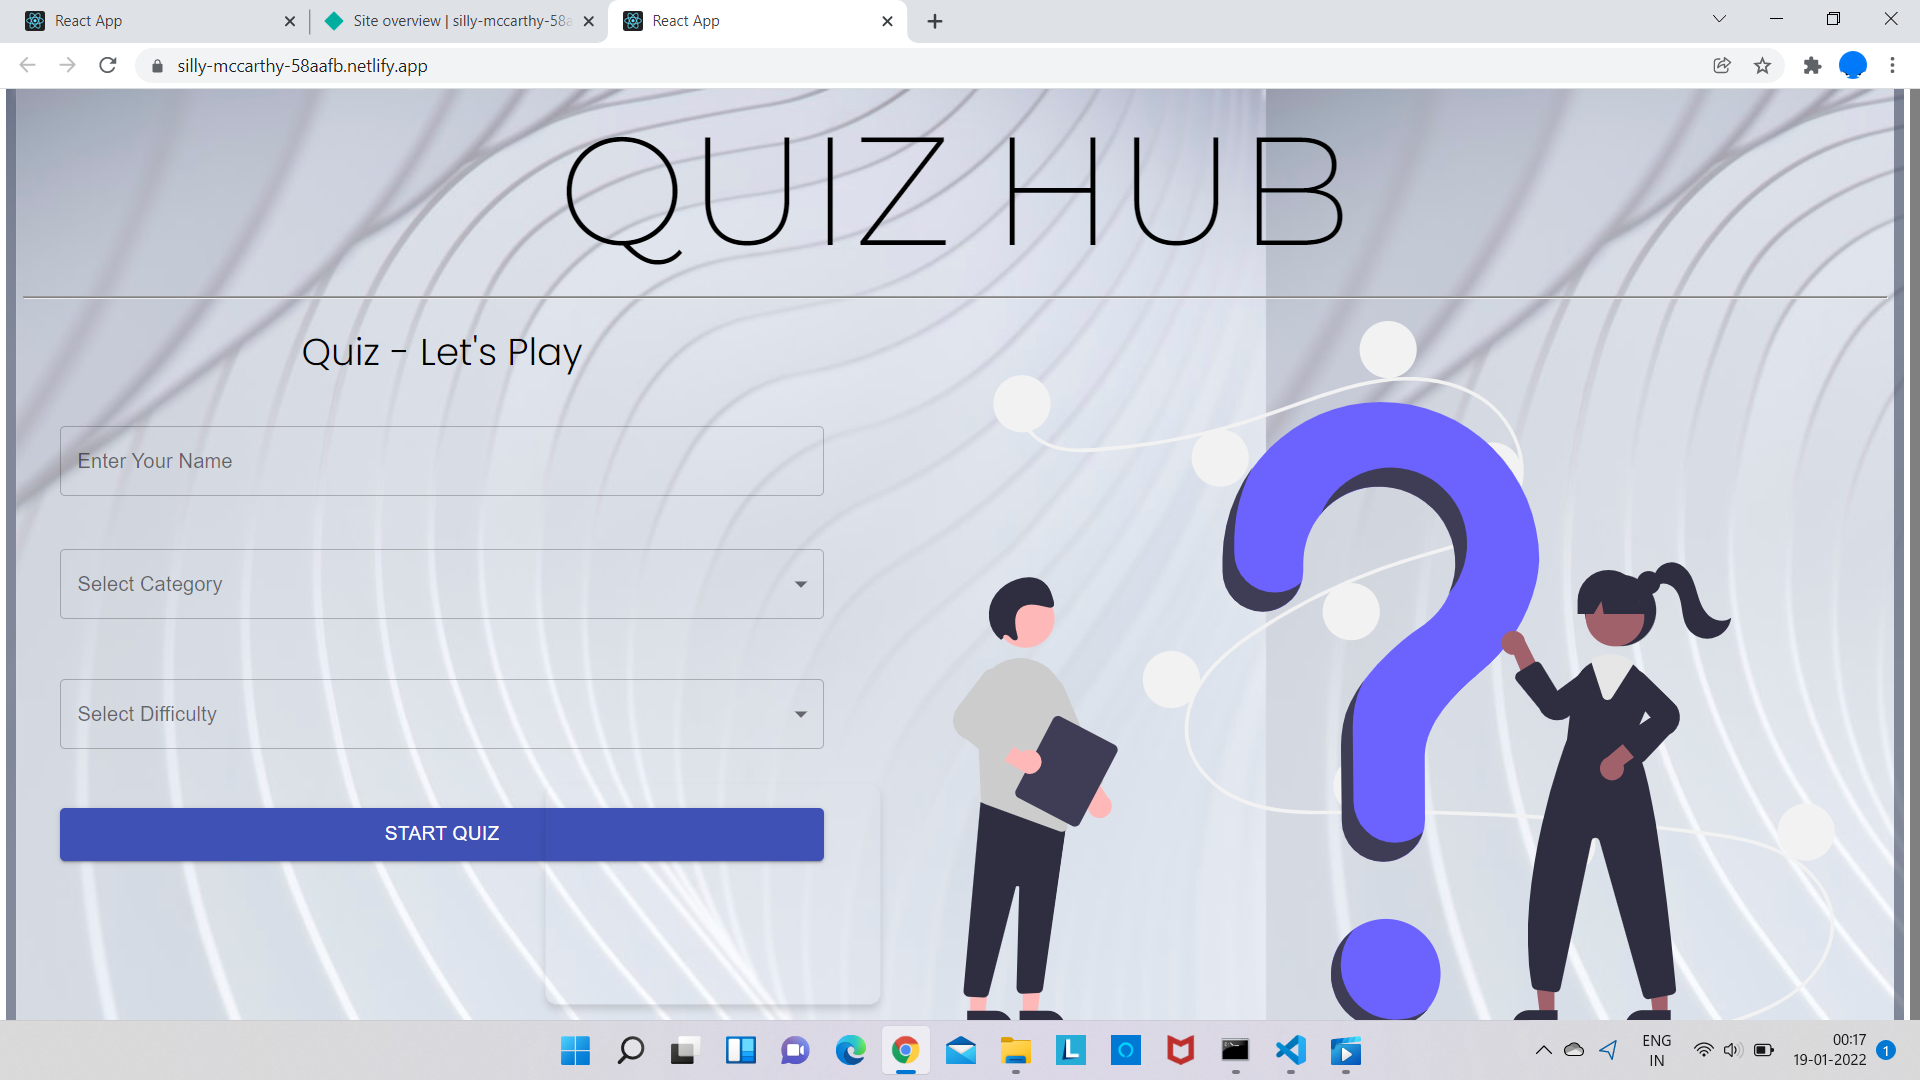 React App
Site overview | silly-mccarthy-58a
React App
silly-mccarthy-58aafb.netlify.app
QUIZ HUB
Quiz - Let's Play
Enter Your Name
Select Category
Select Difficulty
START QUIZ
L
ENG
IN
00:17
19-01-2022
1